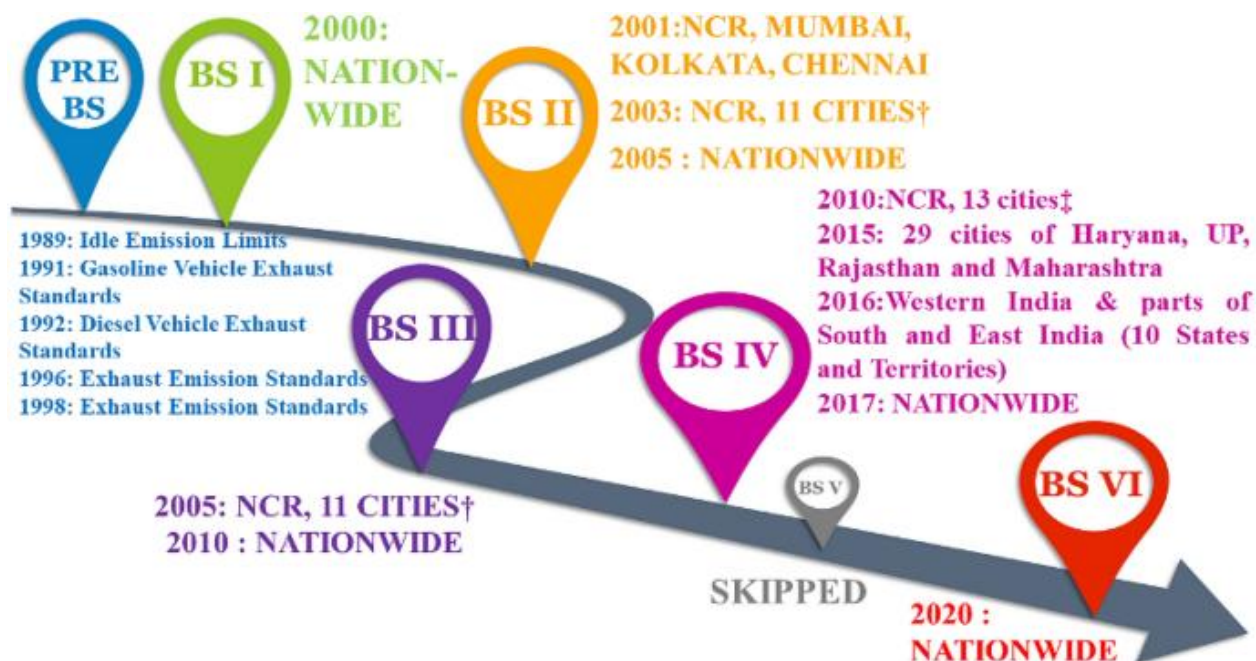 PRE
BS
1989: Idle Emission Limits
1991: Gasoline Vehicle Exhaust
Standards
1992: Diesel Vehicle Exhaust
Standards
1996: Exhaust Emission Standards
1998: Exhaust Emission Standards
BS I
2000:
NATION-
WIDE
BS II
2001:NCR, MUMBAI,
KOLKATA, CHENNAI
2003: NCR, 11 CITIES†
2005 : NATIONWIDE
BS III
2005: NCR, 11 CITIES†
2010 : NATIONWIDE
BS IV
2010:NCR, 13 cities‡
2015: 29 cities of Haryana, UP,
Rajasthan and Maharashtra
2016:Western India & parts of
South and East India (10 States
and Territories)
2017: NATIONWIDE
BS V
SKIPPED
BS VI
2020 :
NATIONWIDE